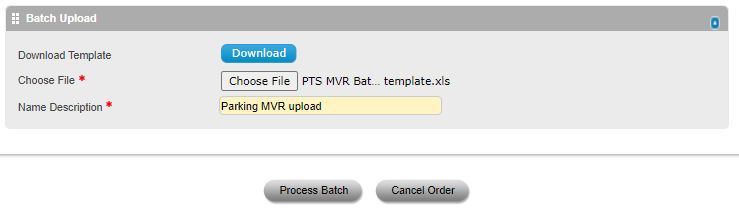 Batch Upload
Download Template Download
Choose File * Choose File PTS MVR Bat... template.xls
Name Description * Parking MVR upload
Process Batch Cancel Order